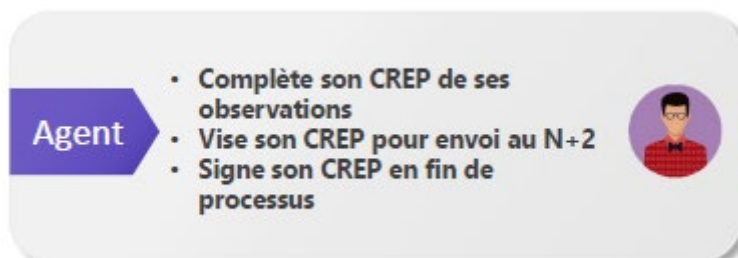 Agent
• Complète son CREP de ses
observations
• Vise son CREP pour envoi au N+2
• Signe son CREP en fin de
processus